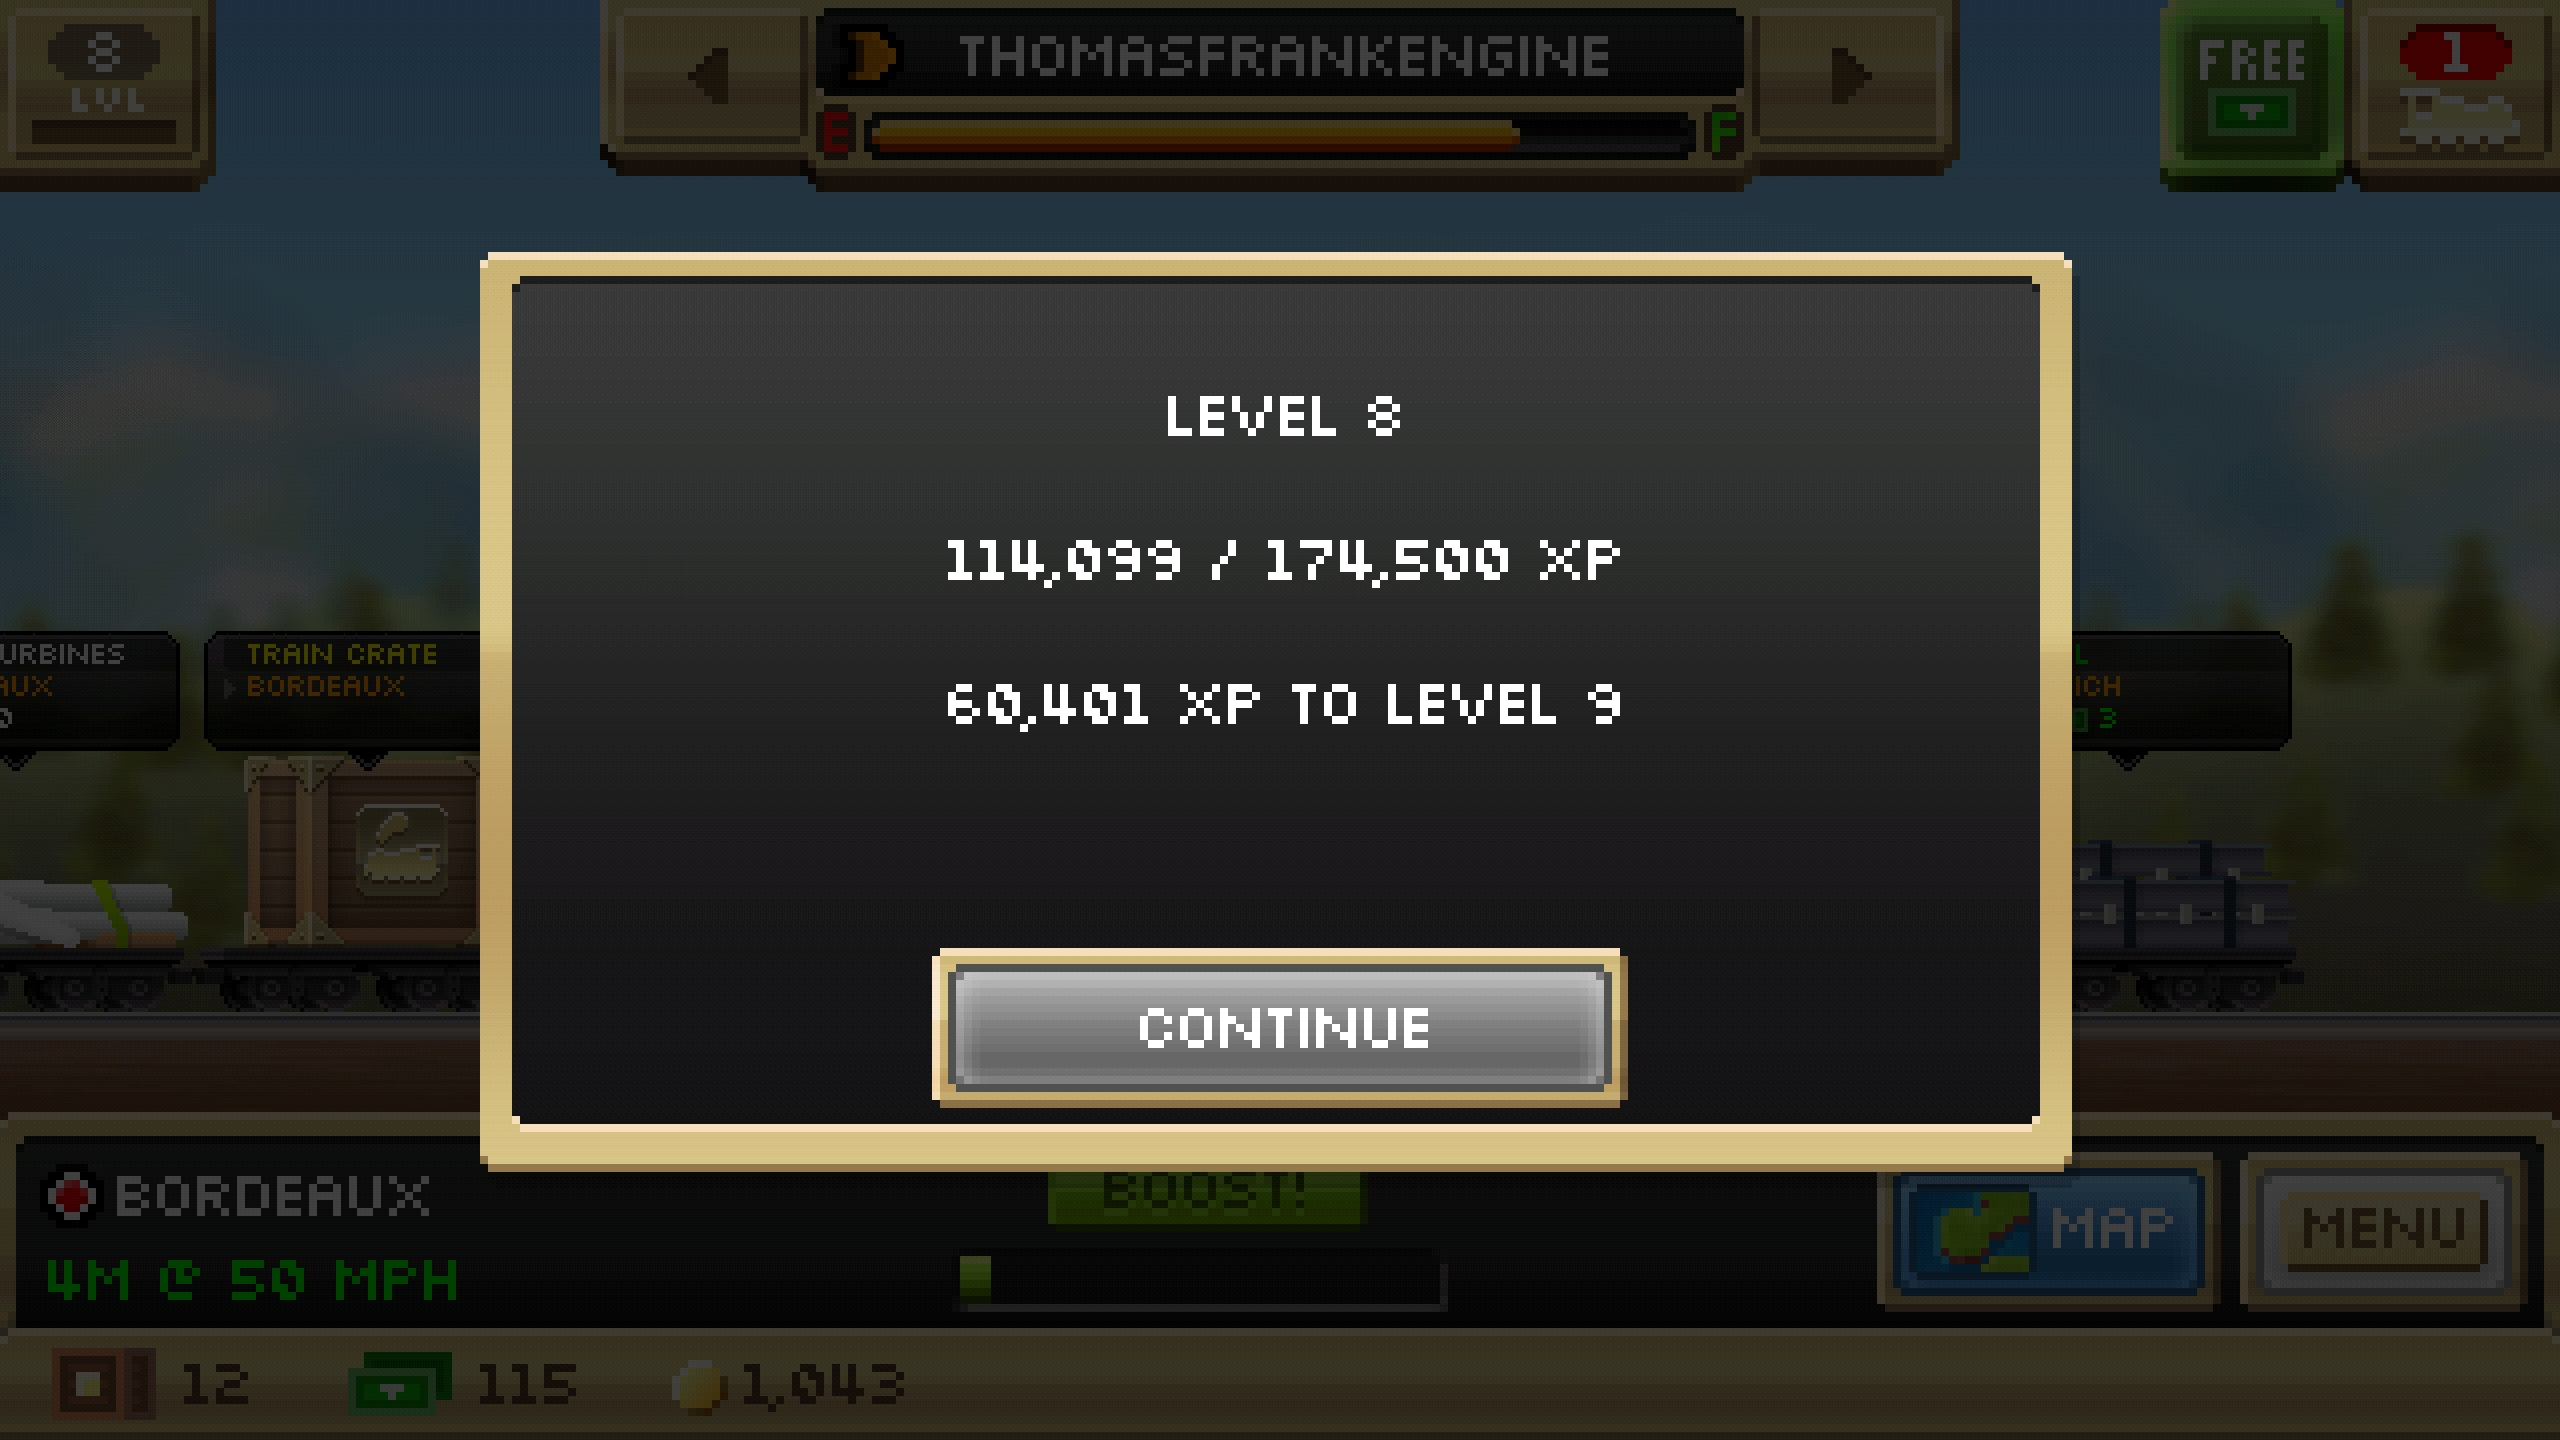 8
LVL
THOMASFRANKENGINE
E
F
FREE
1
LEVEL 8
114,099 / 174,500 XP
60,401 XP TO LEVEL 9
CONTINUE
URBINES
AUX
TRAIN CRATE
BORDEAUX
L
ICH
3
BORDEAUX
4M @ 50 MPH
BOOST!
MAP
MENU
12
115
1,043